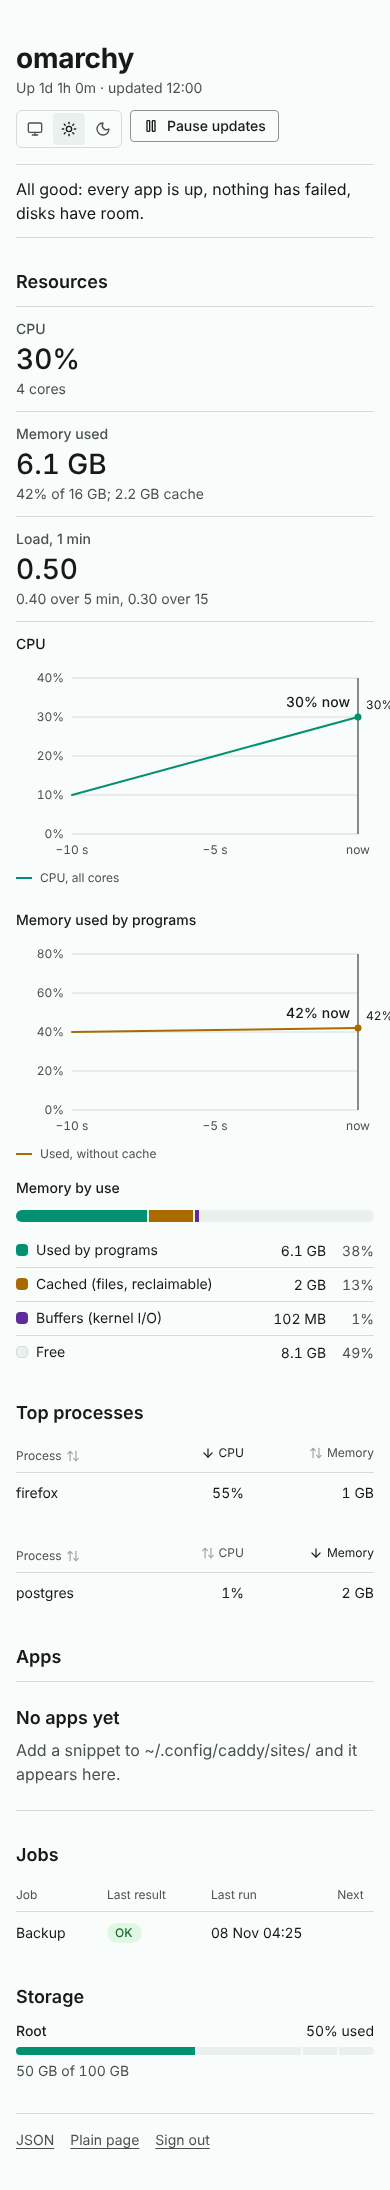 omarchy
Up 1d 1h 0m · updated 12:00
Pause updates
All good: every app is up, nothing has failed,
disks have room.
Resources
CPU
30%
4 cores
Memory used
6.1 GB
42% of 16 GB; 2.2 GB cache
Load, 1 min
0.50
0.40 over 5 min, 0.30 over 15
CPU
40%
30% now
30%
30%
20%
10%
0%
−10 s −5 s now
CPU, all cores
Memory used by programs
80%
60%
42% now
42%
40%
20%
0%
−10 s −5 s now
Used, without cache
Memory by use
Used by programs 6.1 GB 38%
Cached (files, reclaimable) 2 GB 13%
Buffers (kernel I/O) 102 MB 1%
Free 8.1 GB 49%
Top processes
Process CPU Memory
firefox 55% 1 GB
Process CPU Memory
postgres 1% 2 GB
Apps
No apps yet
Add a snippet to ~/.config/caddy/sites/ and it
appears here.
Jobs
Job Last result Last run Next
Backup OK 08 Nov 04:25
Storage
Root 50% used
50 GB of 100 GB
JSON Plain page Sign out